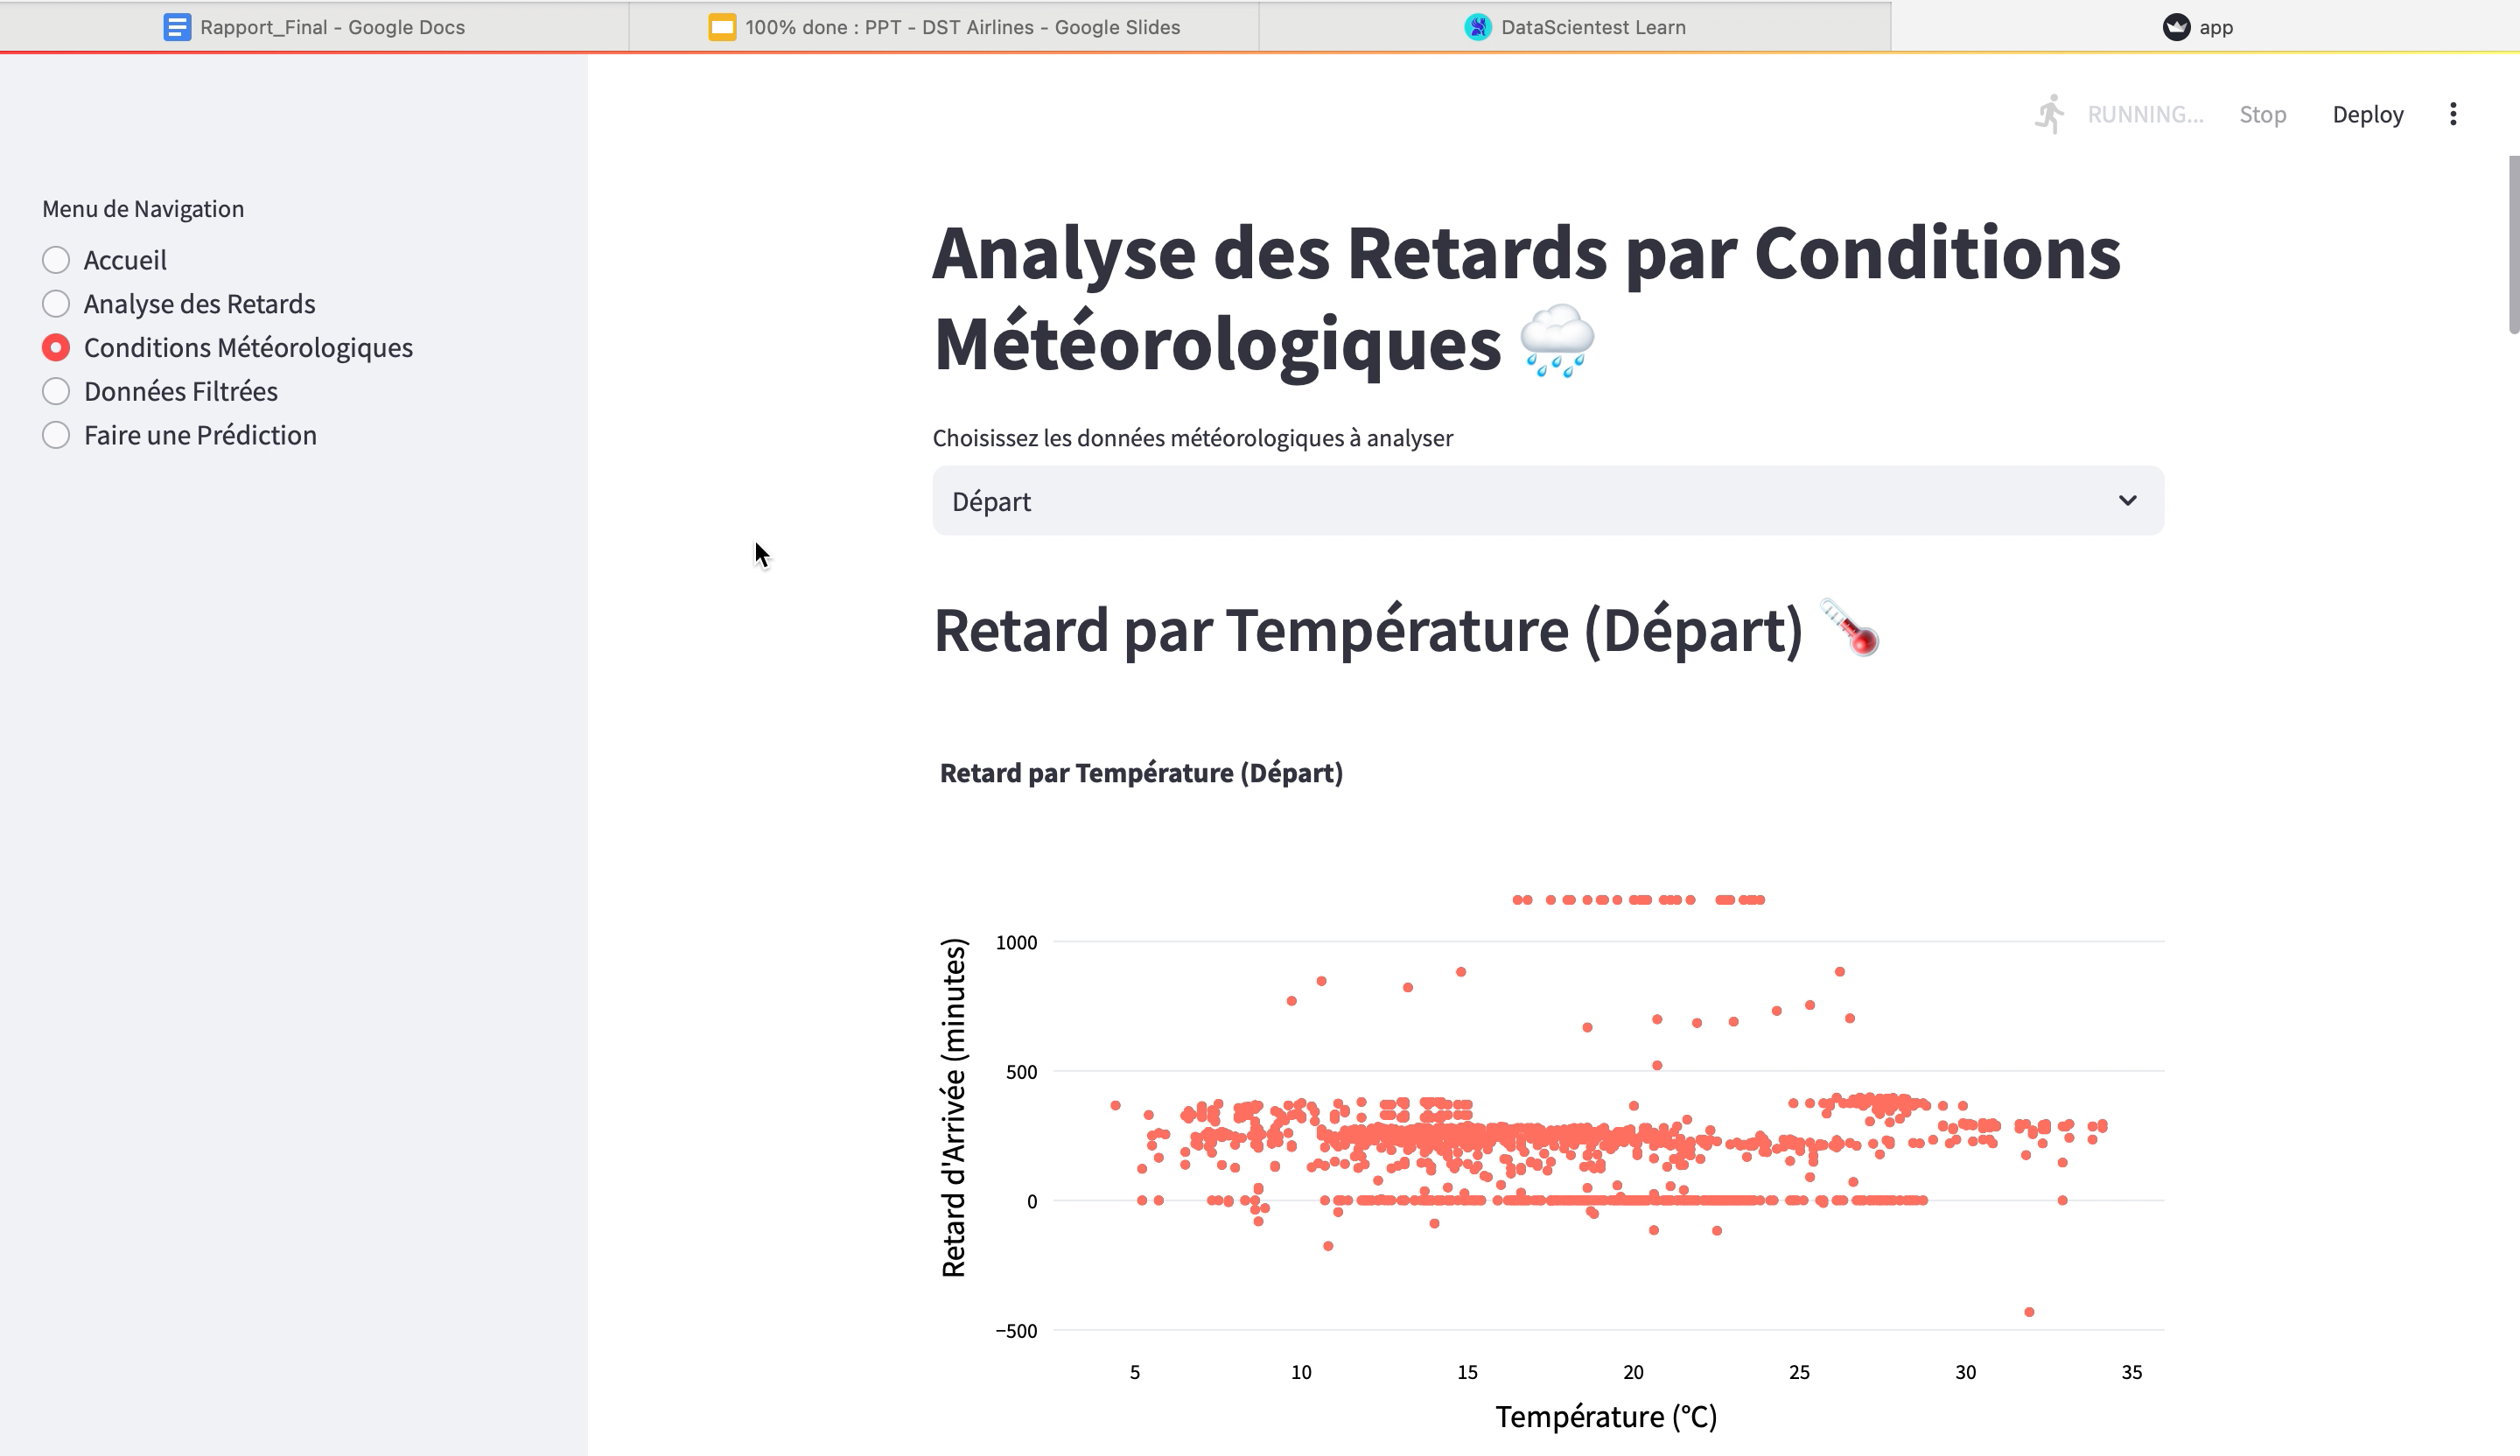 Rapport_Final - Google Docs
100% done : PPT - DST Airlines - Google Slides
DataScientest Learn
app
RUNNING...
Stop
Deploy
Menu de Navigation
Accueil
Analyse des Retards
Conditions Météorologiques
Données Filtrées
Faire une Prédiction
Analyse des Retards par Conditions
Météorologiques
Choisissez les données météorologiques à analyser
Départ
Retard par Température (Départ)
Retard par Température (Départ)
Retard d'Arrivée (minutes)
1000
500
0
−500
5
10
15
20
25
30
35
Température (°C)